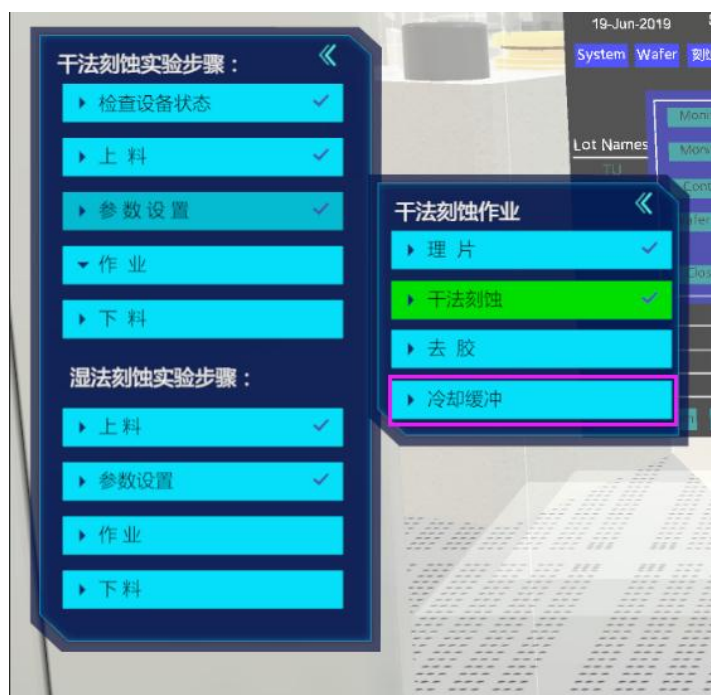 干法刻蚀实验步骤：
检查设备状态
上 料
参 数 设 置
作 业
下 料
湿法刻蚀实验步骤：
上 料
参数设置
作 业
下 料
干法刻蚀作业
理 片
干法刻蚀
去 胶
冷却缓冲
19-Jun-2019
System Wafer
Lot Names